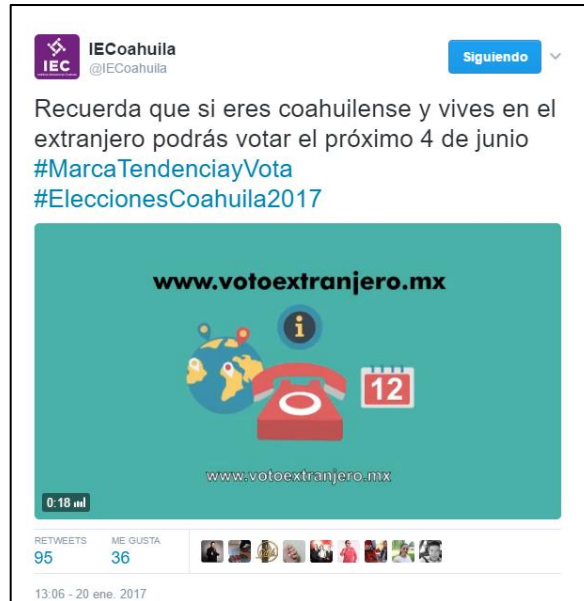 IEC
IECoahuila
@IECoahuila
Siguiendo
Recuerda que si eres coahuilense y vives en el
extranjero podrás votar el próximo 4 de junio
#MarcaTendenciayVota
#EleccionesCoahuila2017
www.votoextranjero.mx
i
12
www.votoextranjero.mx
0:18
RETWEETS
ME GUSTA
95
36
13:06 - 20 ene. 2017